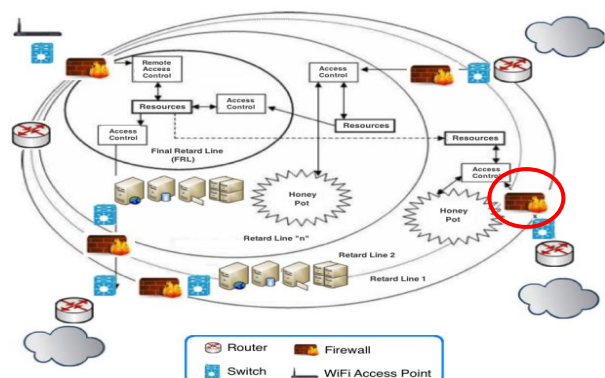 Remote
Access
Control
Access
Control
Resources
Access
Control
Resources
Access
Control
Final Retard Line
(FRL)
Resources
Access
Control
Honey
Pot
Honey
Pot
Retard Line "n"
Retard Line 2
Retard Line 1
Router
Firewall
Switch
WiFi Access Point